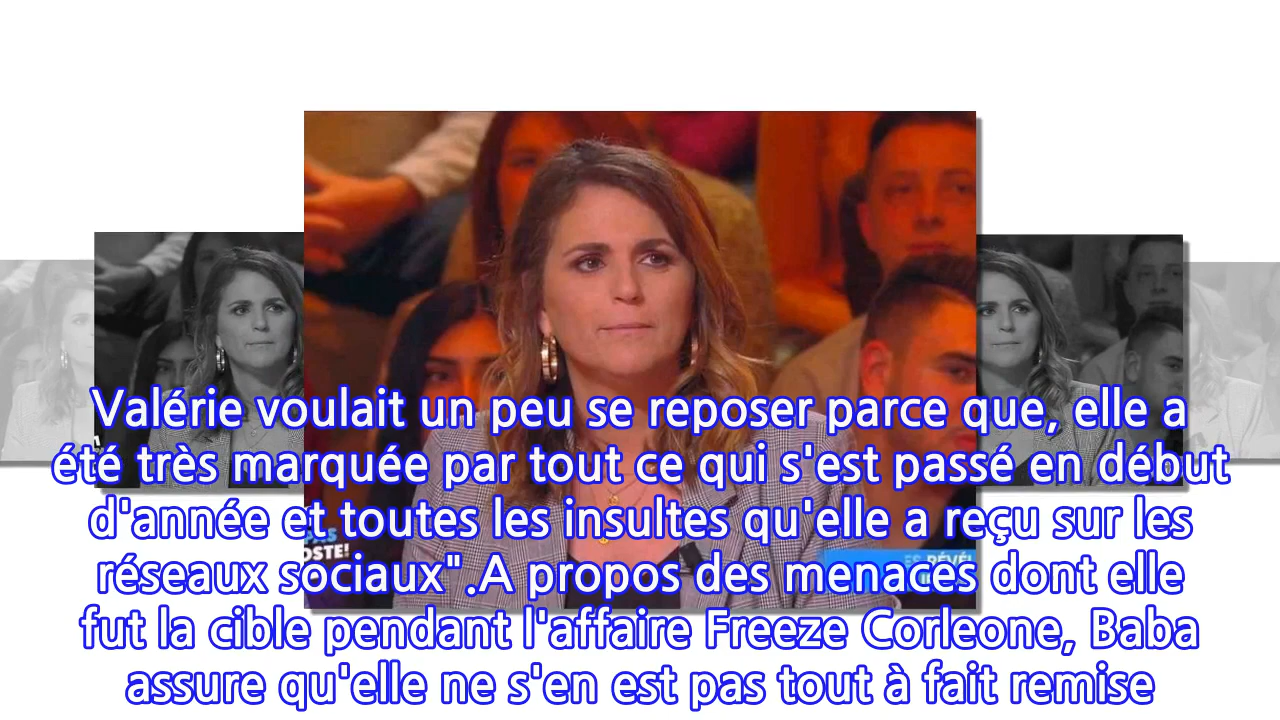 Valérie voulait un peu se reposer parce que, elle a
été très marquée par tout ce qui s'est passé en début
d'année et toutes les insultes qu'elle a reçu sur les
OSTE!
réseaux sociaux".A propos des menaces dont elle
fut la cible pendant l'affaire Freeze Corleone, Baba
assure qu'elle ne s'en est pas tout à fait remise